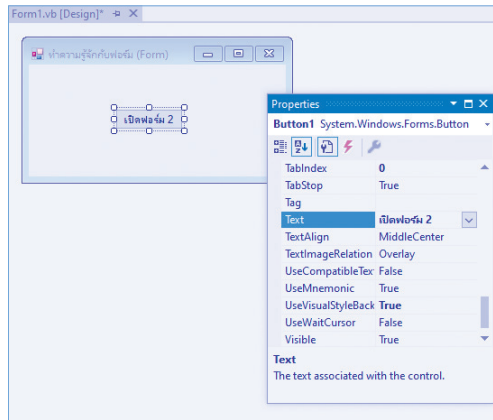 Form1.vb [Design]*
ทำความรู้จักกับฟอร์ม (Form)
เปิดฟอร์ม 2
Properties
Button1 System.Windows.Forms.Button
TabIndex 0
TabStop True
Tag
Text เปิดฟอร์ม 2
TextAlign MiddleCenter
TextImageRelation Overlay
UseCompatibleTex False
UseMnemonic True
UseVisualStyleBack True
UseWaitCursor False
Visible True
Text
The text associated with the control.